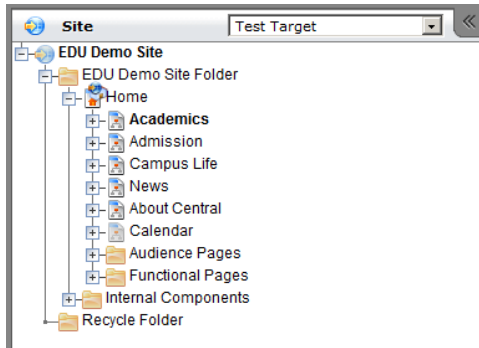 Site Test Target
EDU Demo Site
EDU Demo Site Folder
Home
Academics
Admission
Campus Life
News
About Central
Calendar
Audience Pages
Functional Pages
Internal Components
Recycle Folder